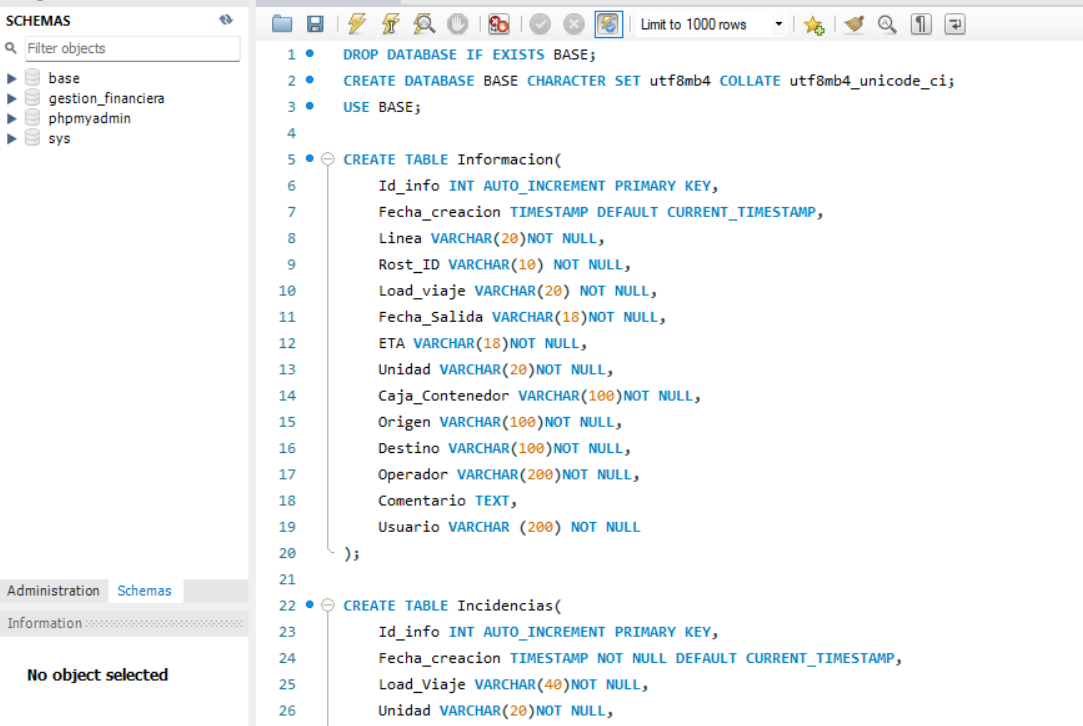 SCHEMAS
Filter objects
base
gestion_financiera
phpmyadmin
sys
Administration Schemas
Information
No object selected
Limit to 1000 rows
1 DROP DATABASE IF EXISTS BASE;
2 CREATE DATABASE BASE CHARACTER SET utf8mb4 COLLATE utf8mb4_unicode_ci;
3 USE BASE;
4
5 CREATE TABLE Informacion(
6 Id_info INT AUTO_INCREMENT PRIMARY KEY,
7 Fecha_creacion TIMESTAMP DEFAULT CURRENT_TIMESTAMP,
8 Linea VARCHAR(20)NOT NULL,
9 Rost_ID VARCHAR(10) NOT NULL,
10 Load_viaje VARCHAR(20) NOT NULL,
11 Fecha_Salida VARCHAR(18)NOT NULL,
12 ETA VARCHAR(18)NOT NULL,
13 Unidad VARCHAR(20)NOT NULL,
14 Caja_Contenedor VARCHAR(100)NOT NULL,
15 Origen VARCHAR(100)NOT NULL,
16 Destino VARCHAR(100)NOT NULL,
17 Operador VARCHAR(200)NOT NULL,
18 Comentario TEXT,
19 Usuario VARCHAR (200) NOT NULL
20 );
21
22 CREATE TABLE Incidencias(
23 Id_info INT AUTO_INCREMENT PRIMARY KEY,
24 Fecha_creacion TIMESTAMP NOT NULL DEFAULT CURRENT_TIMESTAMP,
25 Load_Viaje VARCHAR(40)NOT NULL,
26 Unidad VARCHAR(20)NOT NULL,